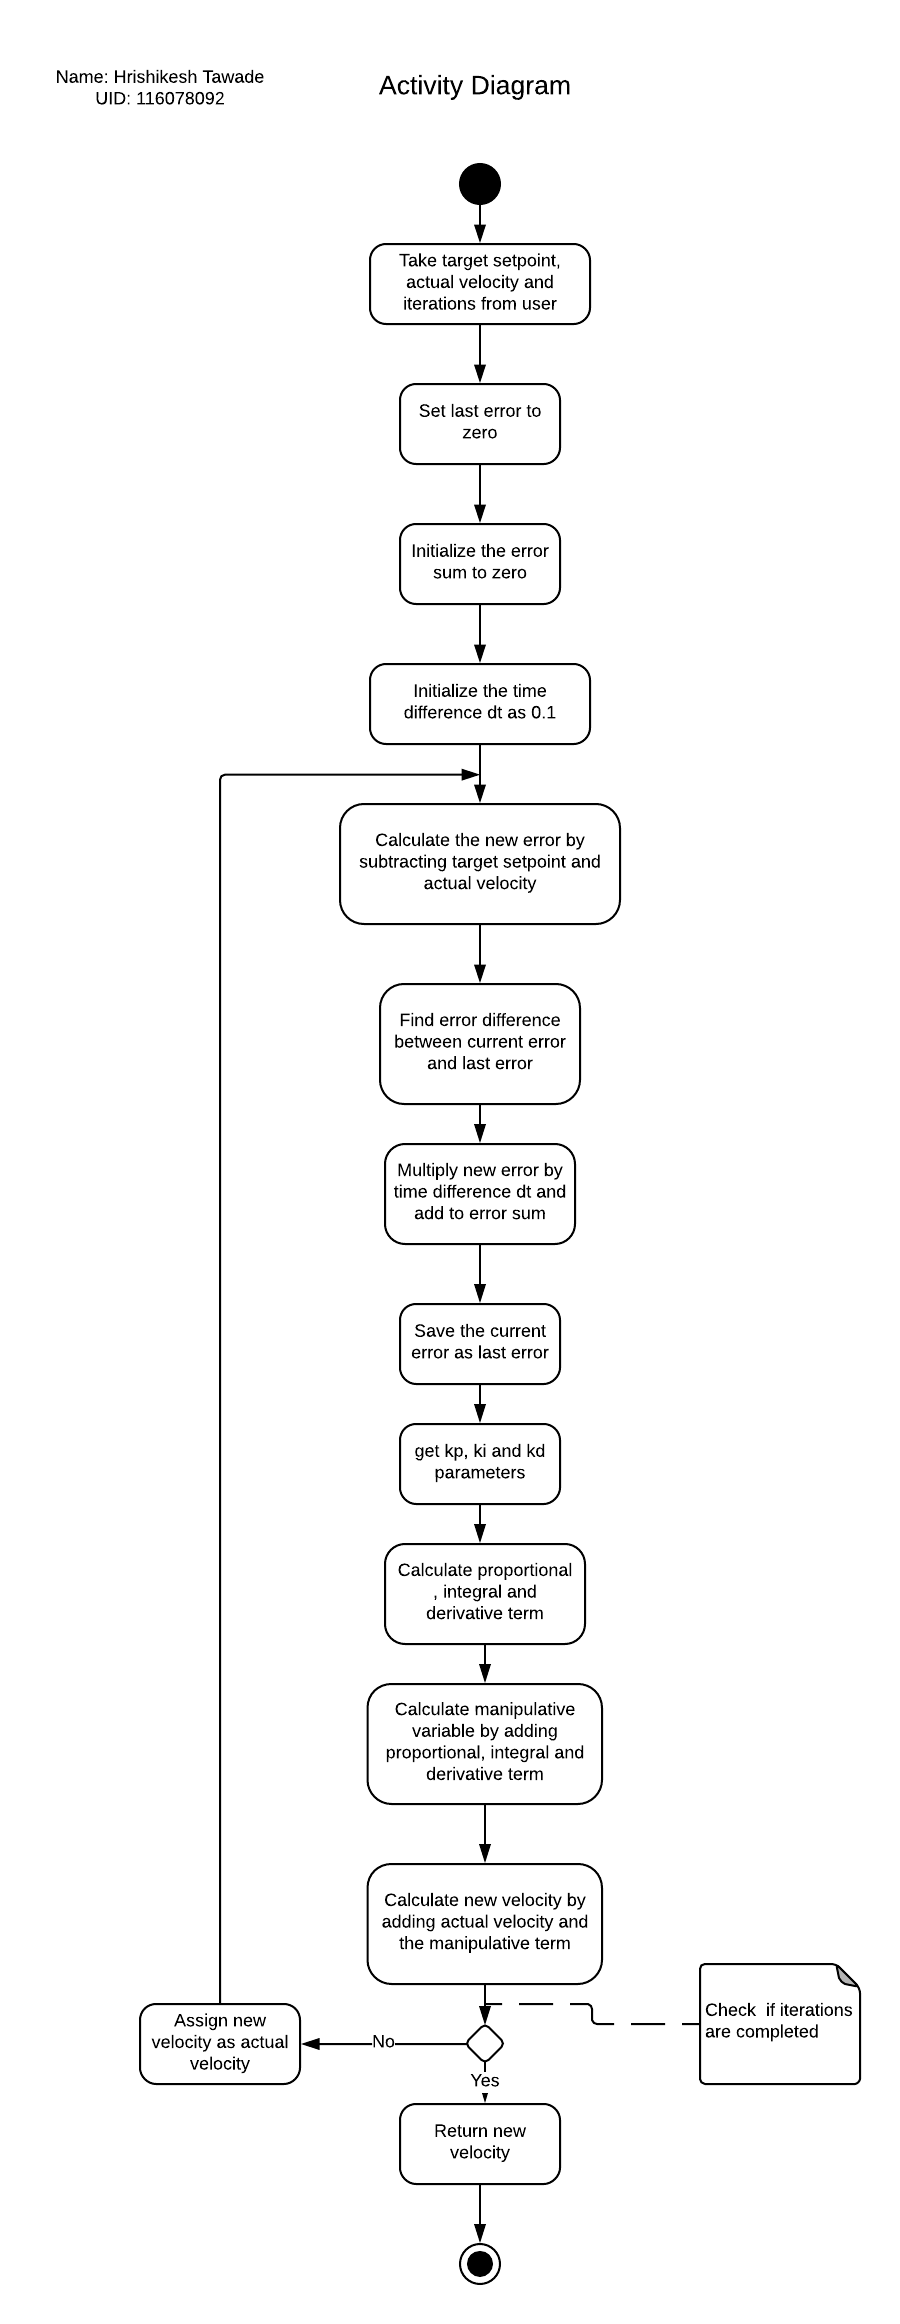 Name: Hrishikesh Tawade
UID: 116078092
Activity Diagram
Take target setpoint,
actual velocity and
iterations from user
Set last error to
zero
Initialize the error
sum to zero
Initialize the time
difference dt as 0.1
Calculate the new error by
subtracting target setpoint and
actual velocity
Find error difference
between current error
and last error
Multiply new error by
time difference dt and
add to error sum
Save the current
error as last error
get kp, ki and kd
parameters
Calculate proportional
, integral and
derivative term
Calculate manipulative
variable by adding
proportional, integral and
derivative term
Calculate new velocity by
adding actual velocity and
the manipulative term
Check  if iterations
are completed
Assign new
velocity as actual
velocity
No
Yes
Return new
velocity